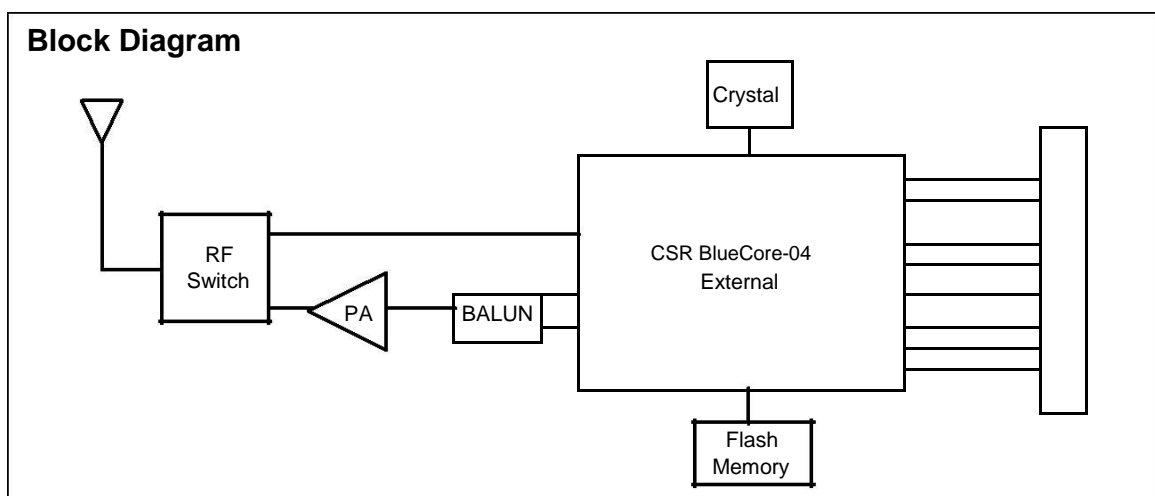 Block Diagram
Crystal
CSR BlueCore-04
External
RF
Switch
PA
BALUN
Flash
Memory